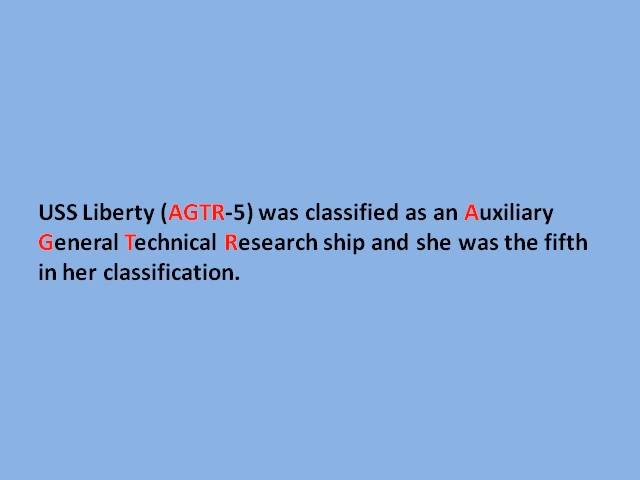 USS Liberty (AGTR-5) was classified as an Auxiliary
General Technical Research ship and she was the fifth
in her classification.